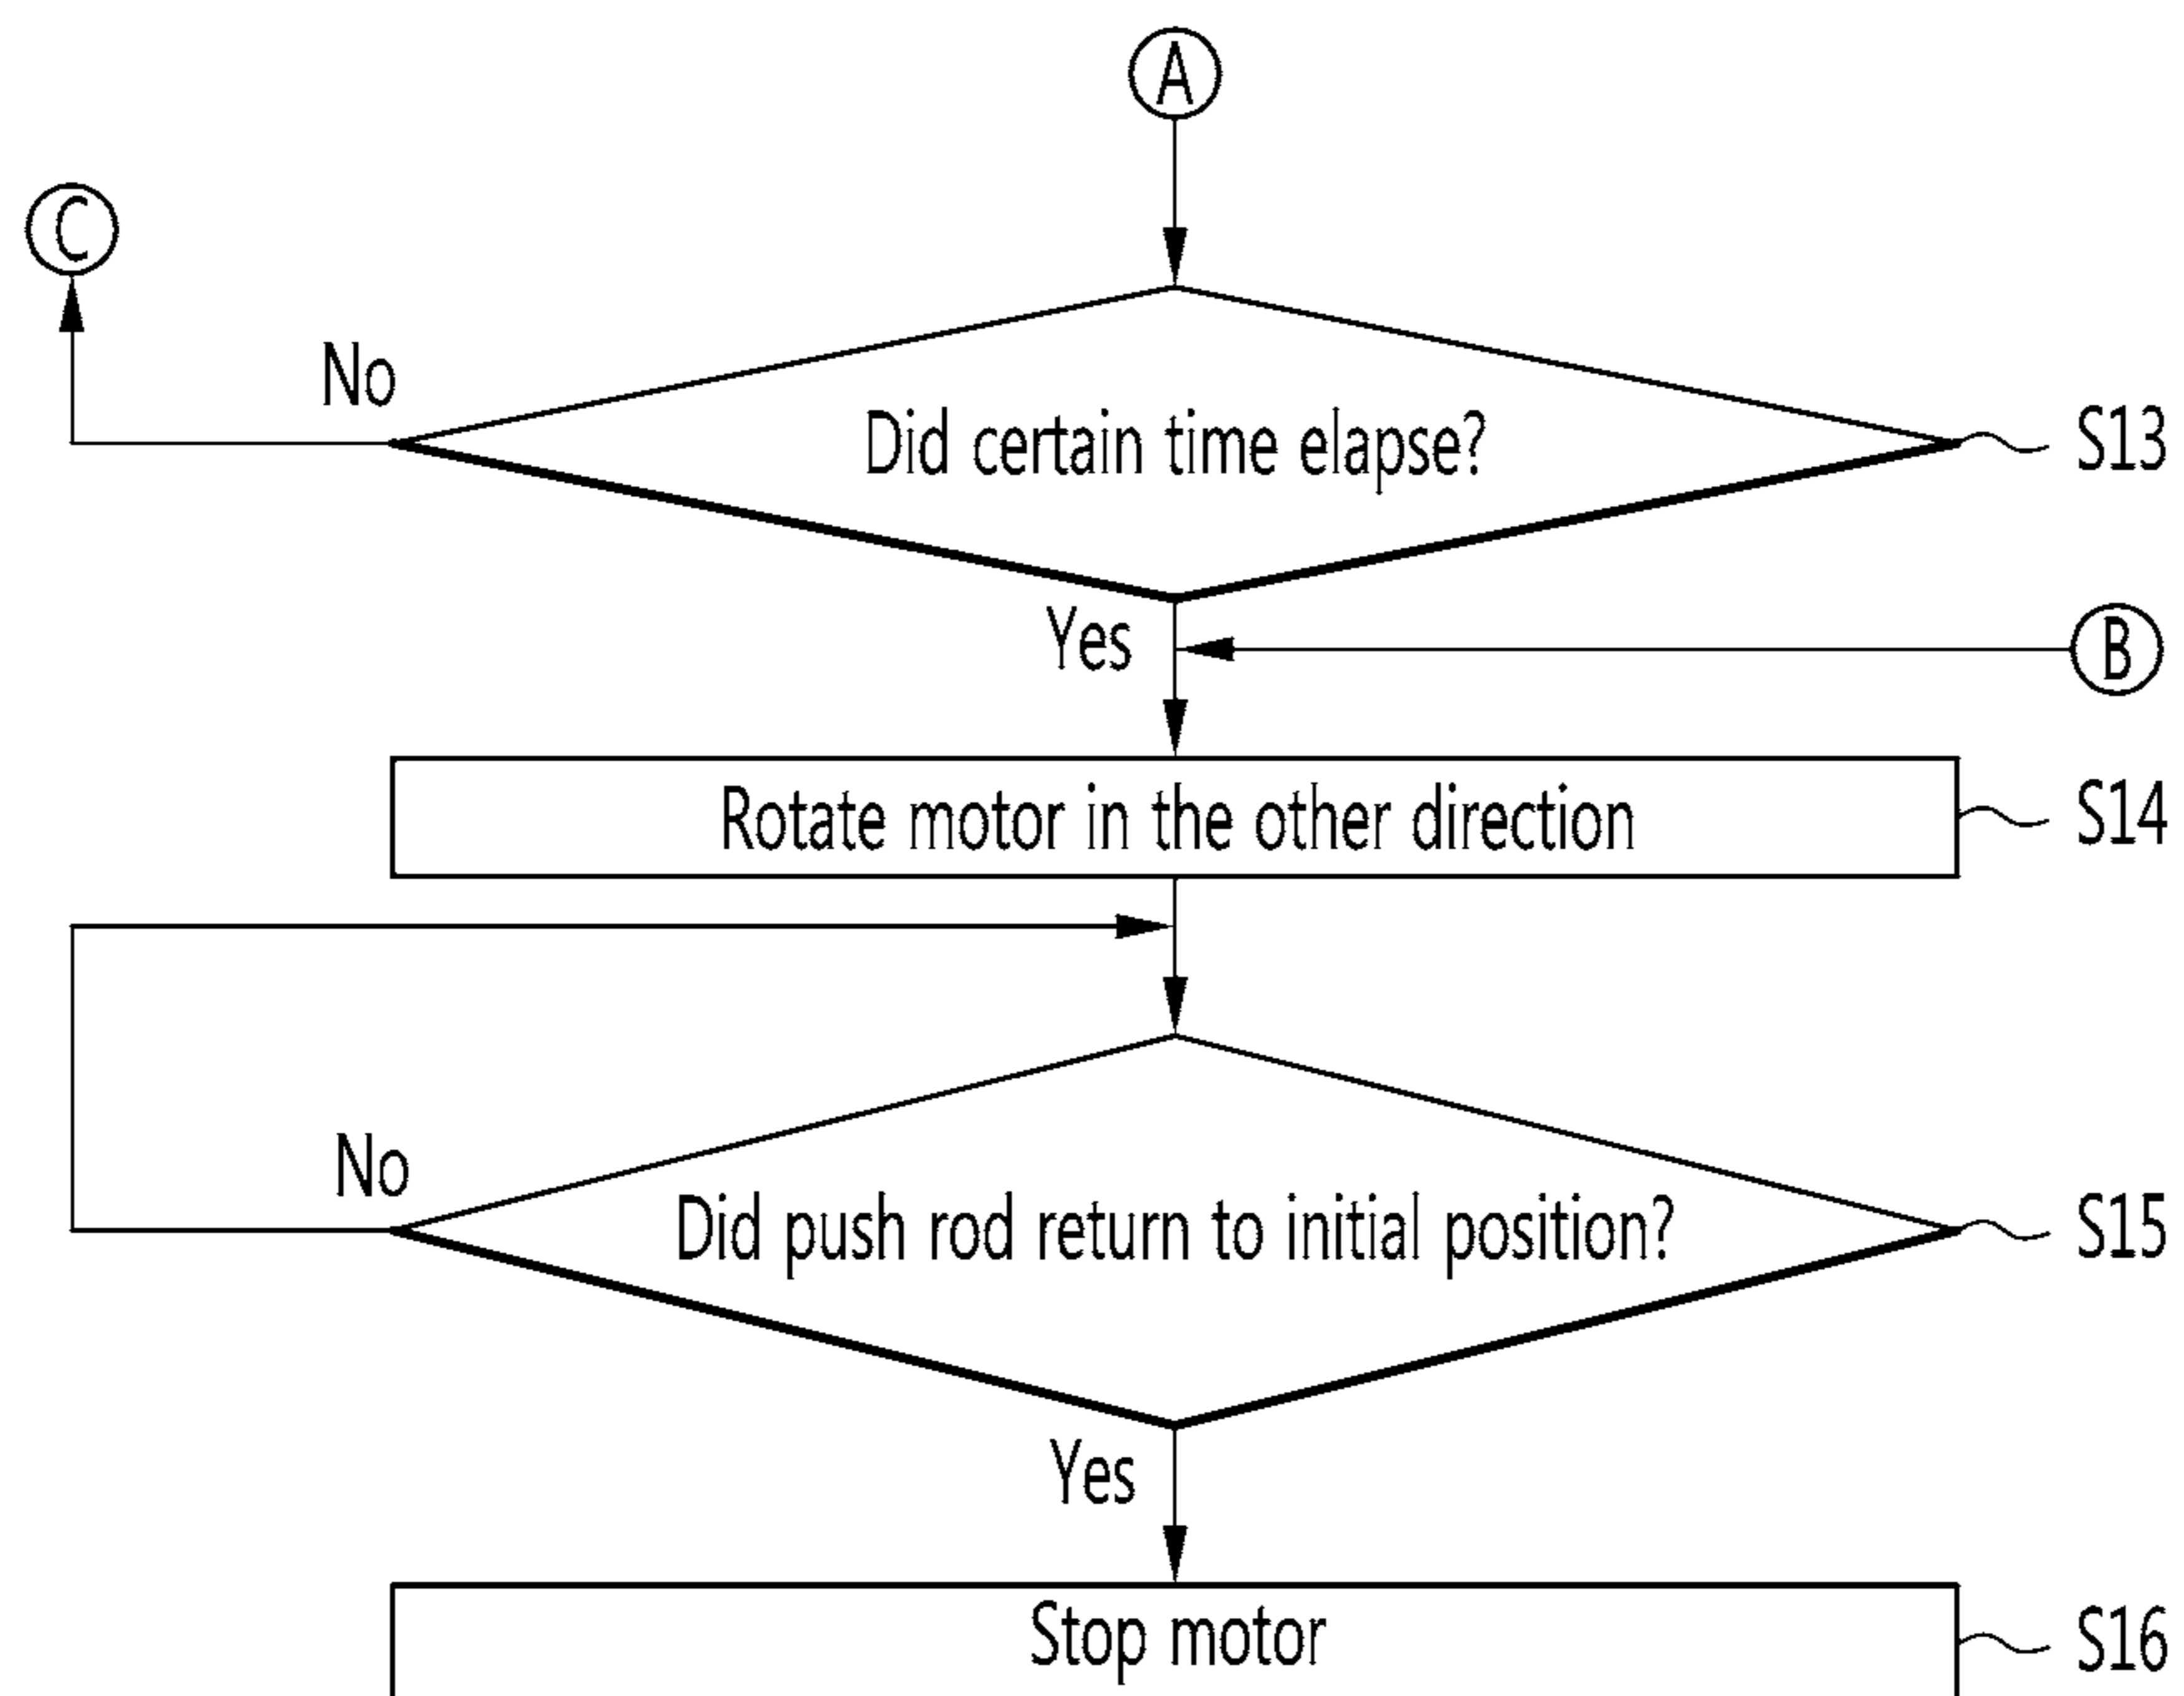 A
C
No
Did certain time elapse?
S13
Yes
B
Rotate motor in the other direction
S14
No
Did push rod return to initial position?
S15
Yes
Stop motor
S16